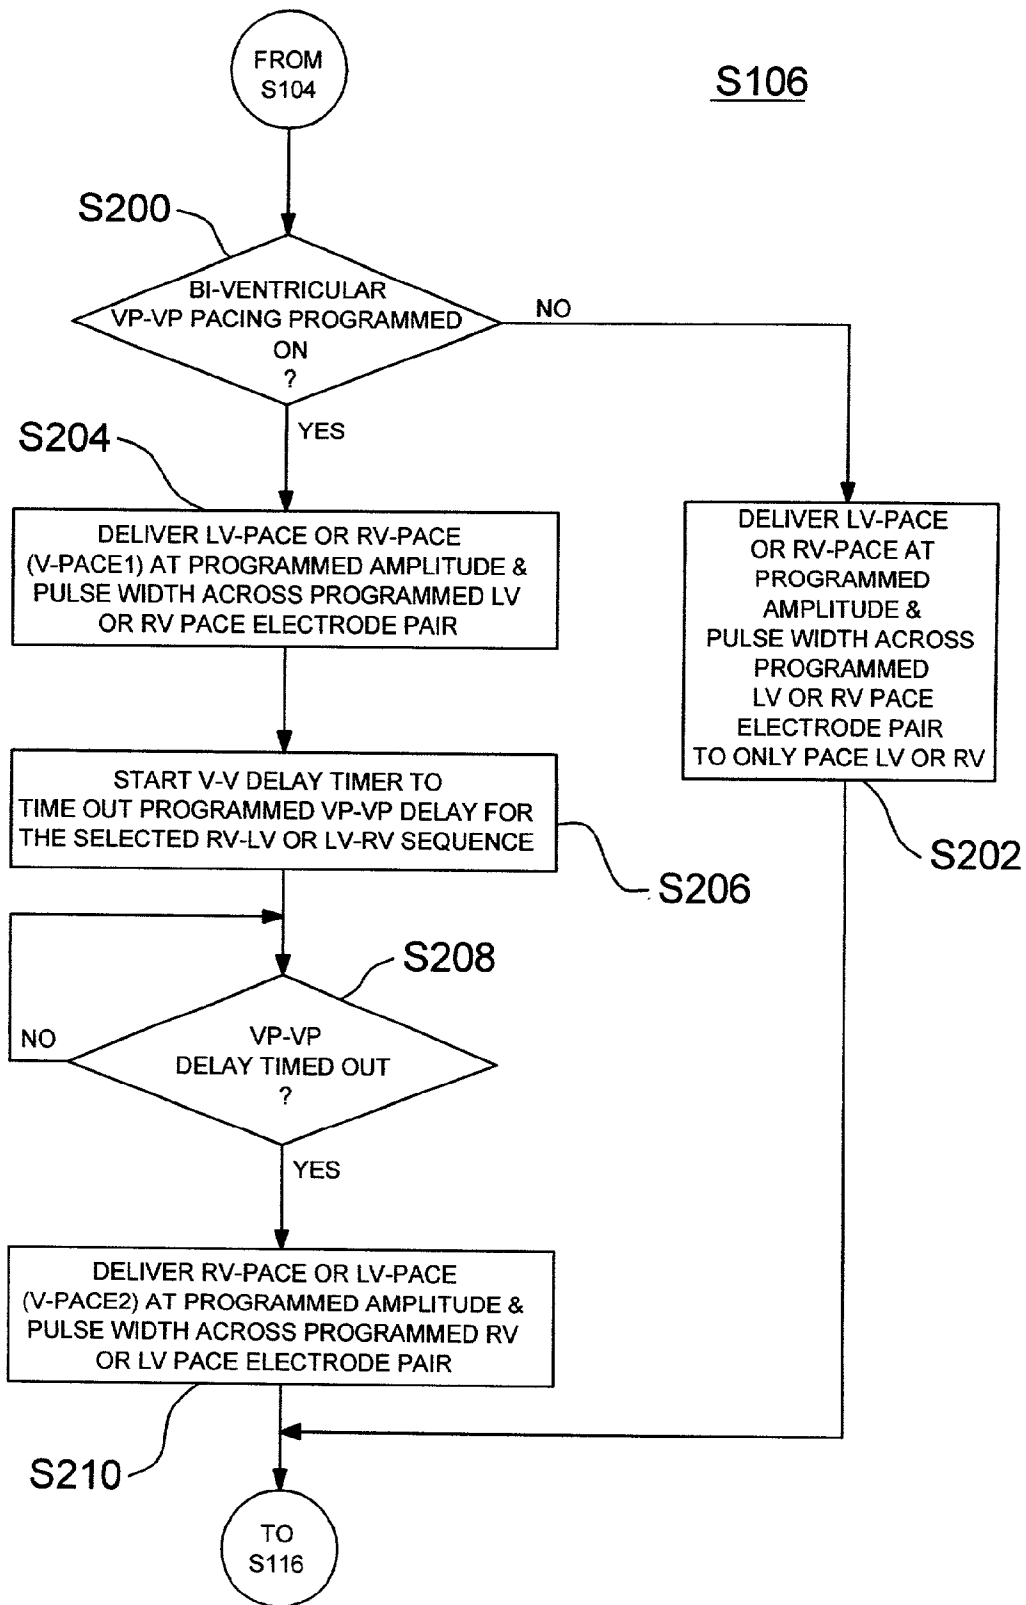 FROM
S104
S106
S200
BI-VENTRICULAR
VP-VP PACING PROGRAMMED
ON
?
NO
YES
S204
DELIVER LV-PACE OR RV-PACE
(V-PACE1) AT PROGRAMMED AMPLITUDE &
PULSE WIDTH ACROSS PROGRAMMED LV
OR RV PACE ELECTRODE PAIR
DELIVER LV-PACE
OR RV-PACE AT
PROGRAMMED
AMPLITUDE &
PULSE WIDTH ACROSS
PROGRAMMED
LV OR RV PACE
ELECTRODE PAIR
TO ONLY PACE LV OR RV
S202
START V-V DELAY TIMER TO
TIME OUT PROGRAMMED VP-VP DELAY FOR
THE SELECTED RV-LV OR LV-RV SEQUENCE
S206
S208
VP-VP
DELAY TIMED OUT
?
NO
YES
DELIVER RV-PACE OR LV-PACE
(V-PACE2) AT PROGRAMMED AMPLITUDE &
PULSE WIDTH ACROSS PROGRAMMED RV
OR LV PACE ELECTRODE PAIR
S210
TO
S116